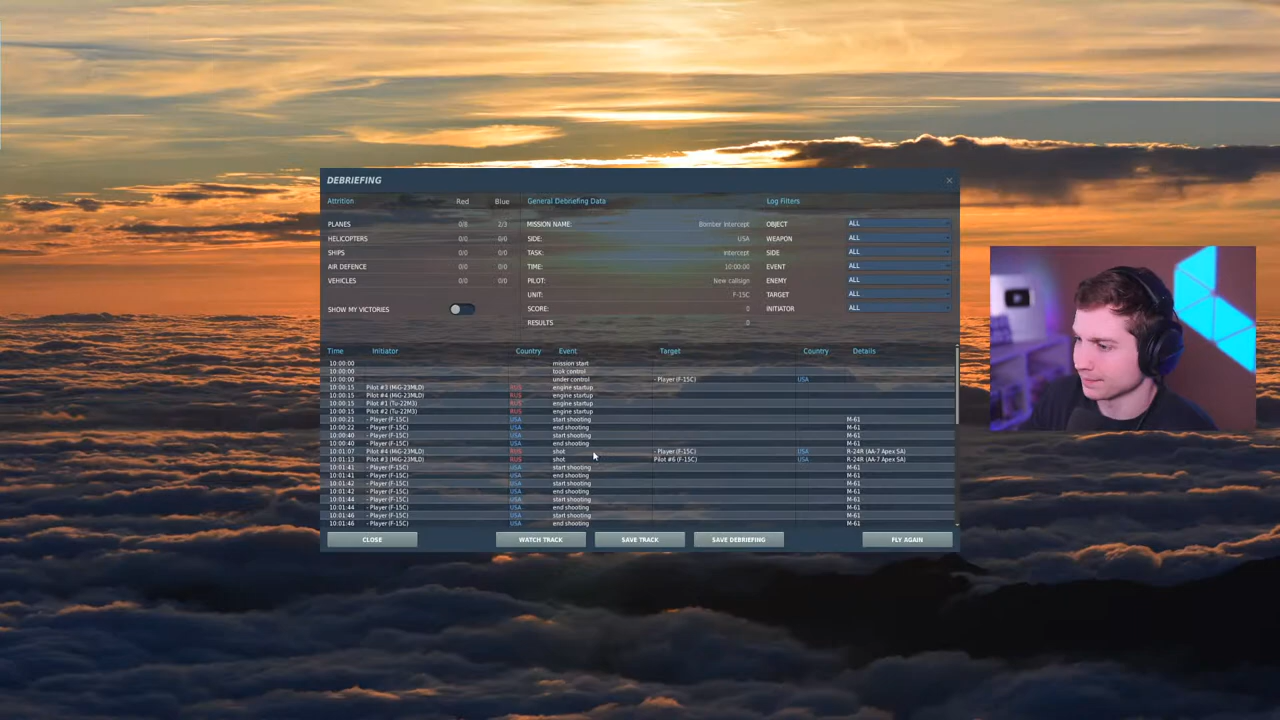 DEBRIEFING
Attrition Red Blue General Debriefing Data Log Filters
PLANES 0/8 2/3 MISSION NAME: Bomber Intercept OBJECT ALL
HELICOPTERS 0/0 0/0 SIDE: USA WEAPON ALL
SHIPS 0/0 0/0 TASK: Intercept SIDE ALL
AIR DEFENCE 0/0 0/0 TIME: 10:00:00 EVENT ALL
VEHICLES 0/0 0/0 PILOT: New callsign ENEMY ALL
UNIT: F-15C TARGET ALL
SHOW MY VICTORIES SCORE: 0 INITIATOR ALL
RESULTS 0
Time Initiator Country Event Target Country Details
10:00:00 mission start
10:00:00 took control
10:00:00 under control - Player (F-15C) USA
10:00:15 Pilot #3 (MiG-23MLD) RUS engine startup
10:00:15 Pilot #4 (MiG-23MLD) RUS engine startup
10:00:15 Pilot #1 (Tu-22M3) RUS engine startup
10:00:15 Pilot #2 (Tu-22M3) RUS engine startup
10:00:21 - Player (F-15C) USA start shooting M-61
10:00:22 - Player (F-15C) USA end shooting M-61
10:00:40 - Player (F-15C) USA start shooting M-61
10:00:40 - Player (F-15C) USA end shooting M-61
10:01:07 Pilot #4 (MiG-23MLD) RUS shot - Player (F-15C) USA R-24R (AA-7 Apex SA)
10:01:13 Pilot #3 (MiG-23MLD) RUS shot Pilot #6 (F-15C) USA R-24R (AA-7 Apex SA)
10:01:41 - Player (F-15C) USA start shooting M-61
10:01:41 - Player (F-15C) USA end shooting M-61
10:01:42 - Player (F-15C) USA start shooting M-61
10:01:42 - Player (F-15C) USA end shooting M-61
10:01:44 - Player (F-15C) USA start shooting M-61
10:01:44 - Player (F-15C) USA end shooting M-61
10:01:46 - Player (F-15C) USA start shooting M-61
10:01:46 - Player (F-15C) USA end shooting M-61
CLOSE WATCH TRACK SAVE TRACK SAVE DEBRIEFING FLY AGAIN